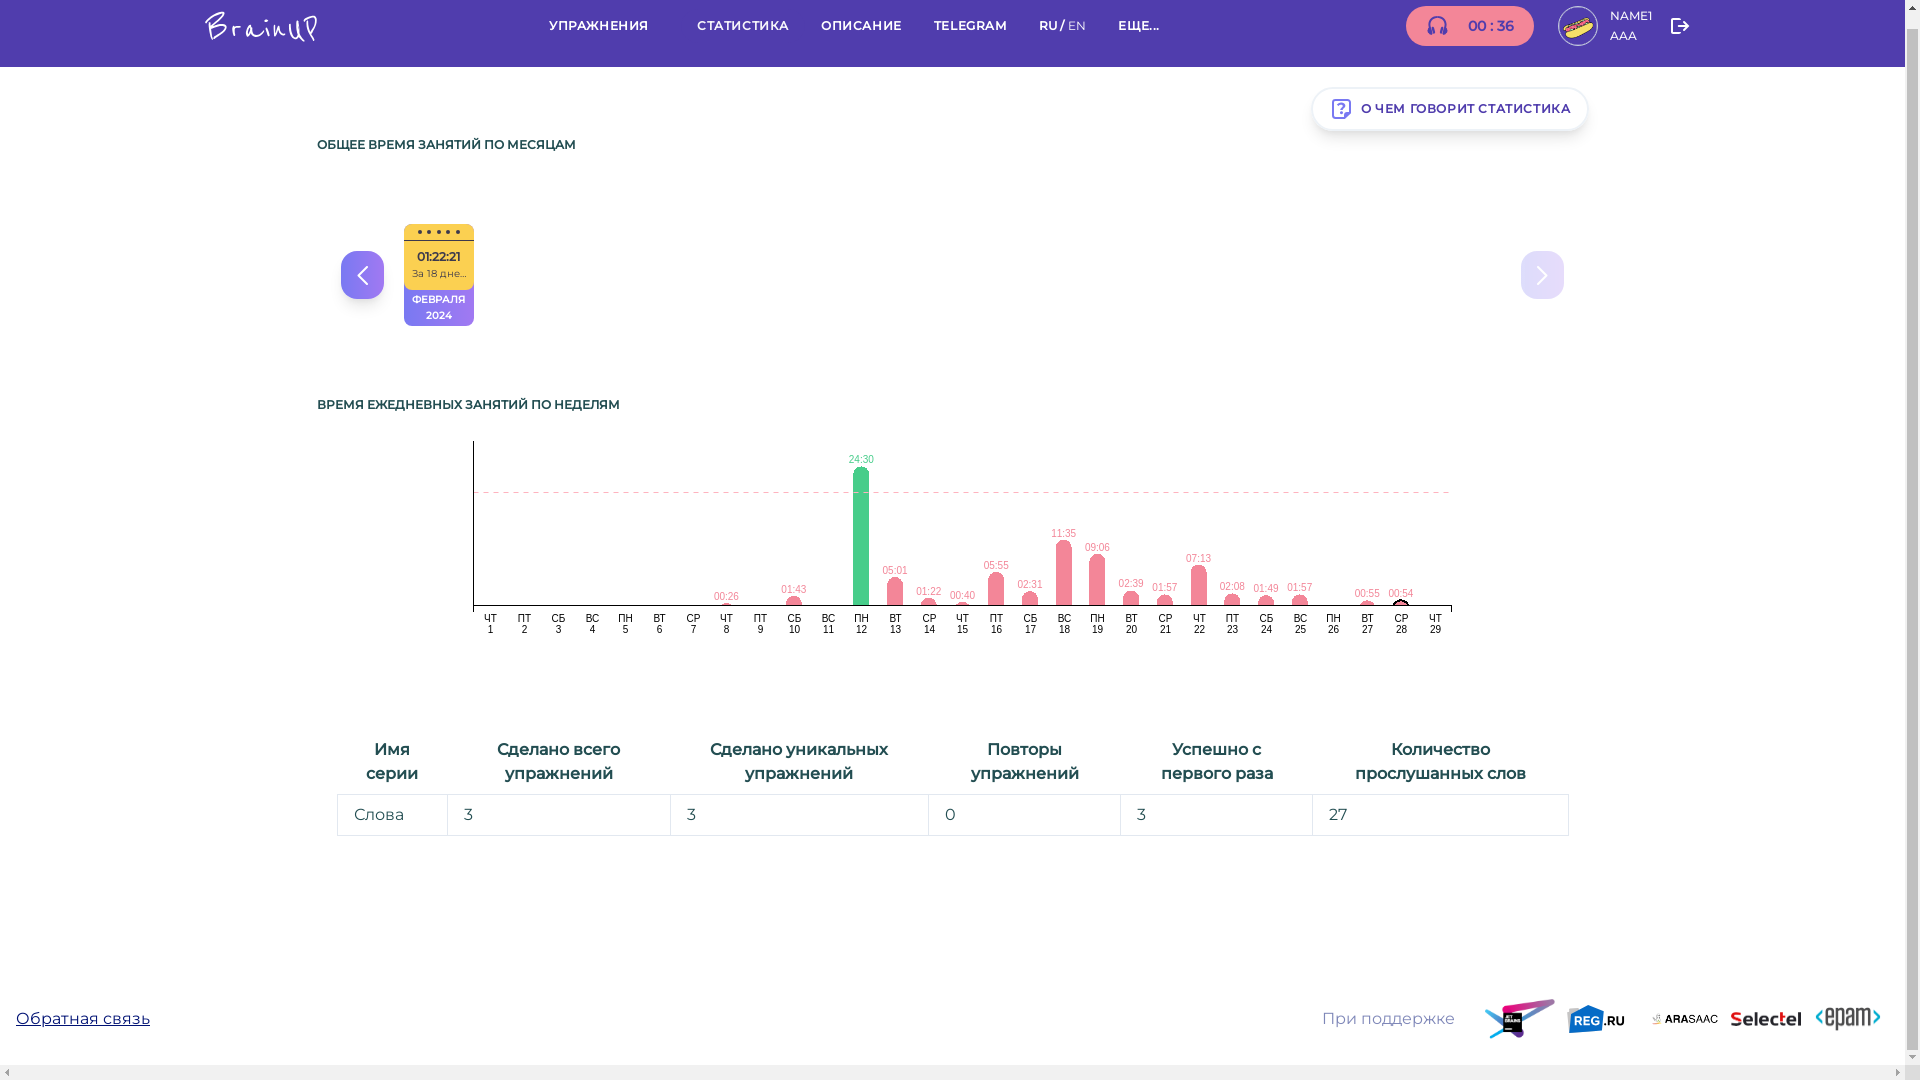 BrainUP
УПРАЖНЕНИЯ СТАТИСТИКА ОПИСАНИЕ TELEGRAM RU / EN ЕЩЕ...
00 : 36
NAME1
AAA
О ЧЕМ ГОВОРИТ СТАТИСТИКА
ОБЩЕЕ ВРЕМЯ ЗАНЯТИЙ ПО МЕСЯЦАМ
01:22:21
За 18 дне...
ФЕВРАЛЯ
2024
ВРЕМЯ ЕЖЕДНЕВНЫХ ЗАНЯТИЙ ПО НЕДЕЛЯМ
00:26 01:43 24:30 05:01 01:22 00:40 05:55 02:31 11:35 09:06 02:39 01:57 07:13 02:08 01:49 01:57 00:55 00:54
ЧТ ПТ СБ ВС ПН ВТ СР ЧТ ПТ СБ ВС ПН ВТ СР ЧТ ПТ СБ ВС ПН ВТ СР ЧТ ПТ СБ ВС ПН ВТ СР ЧТ
1 2 3 4 5 6 7 8 9 10 11 12 13 14 15 16 17 18 19 20 21 22 23 24 25 26 27 28 29
Имя Сделано всего Сделано уникальных Повторы Успешно с Количество
серии упражнений упражнений упражнений первого раза прослушанных слов
Слова 3 3 0 3 27
Обратная связь
При поддержке
JET
BRAINS
REG.RU
ARASAAC
Selectel
<epam>